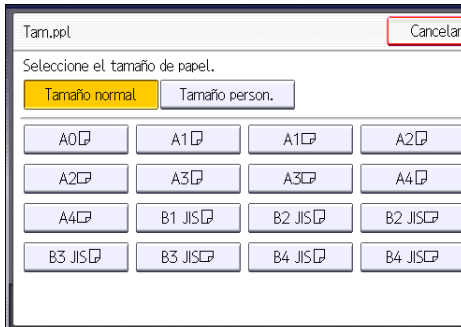 Tam.ppl Cancelar
Seleccione el tamaño de papel.
Tamaño normal Tamaño person.
A0 A1 A1 A2
A2 A3 A3 A4
A4 B1 JIS B2 JIS B2 JIS
B3 JIS B3 JIS B4 JIS B4 JIS